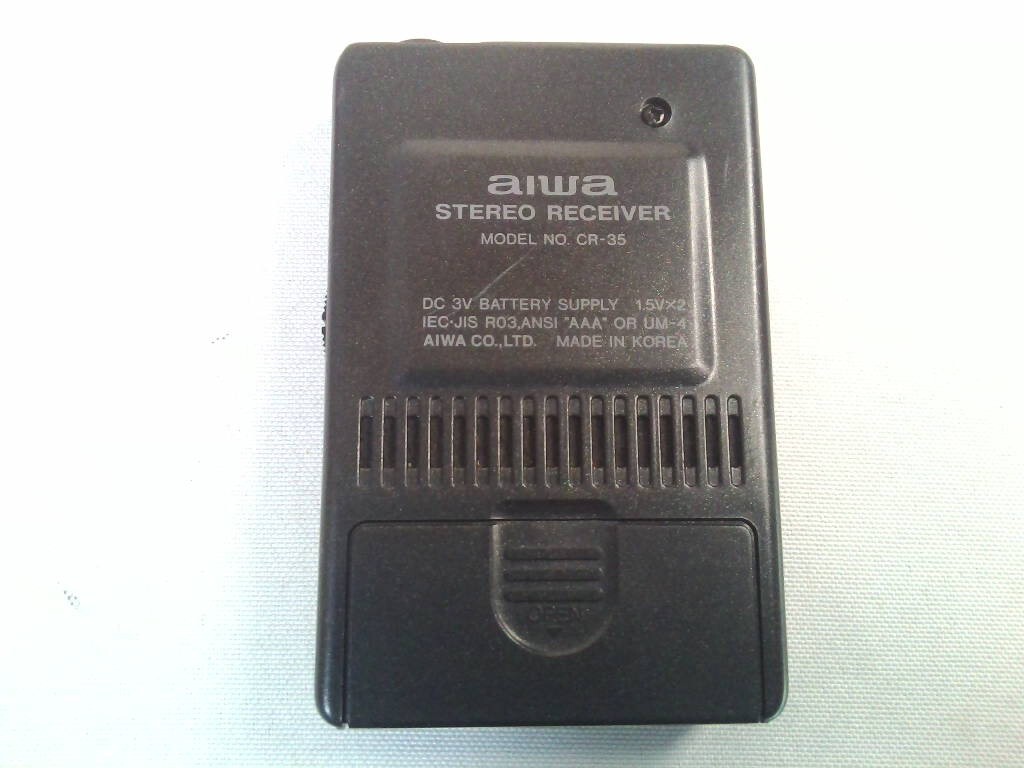 aiwa
STEREO RECEIVER
MODEL NO. CR-35
DC 3V BATTERY SUPPLY 1.5V×2
IEC·JIS R03,ANSI "AAA" OR UM-4
AIWA CO.,LTD. MADE IN KOREA
OPEN